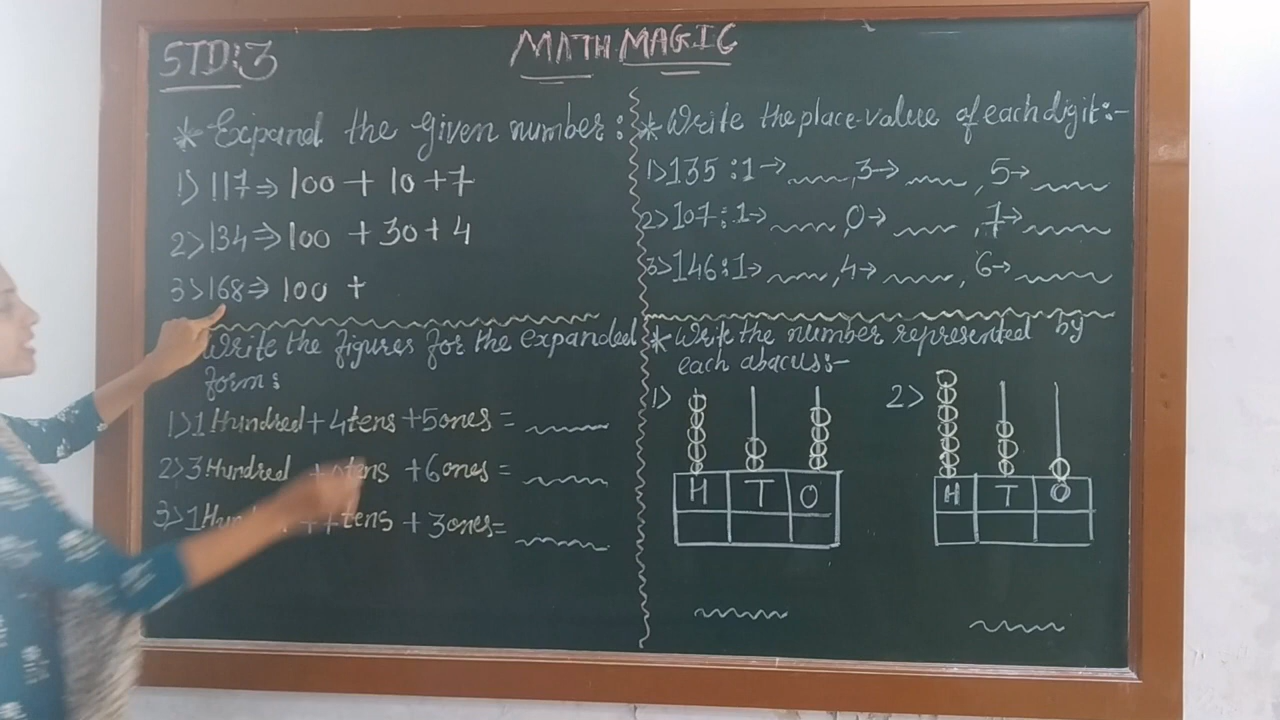 STD:3
MATH MAGIC
* Expand the given number:
1) 117 ⇒ 100 + 10 + 7
2) 134 ⇒ 100 + 30 + 4
3) 168 ⇒ 100 +
Write the figures for the expanded
form:
1) 1 Hundred + 4 tens + 5 ones =
2) 3 Hundred + tens + 6 ones =
3) 1 tens + 3 ones =
* Write the place-value of each digit:-
1) 135 : 1→ , 3→ , 5→
2) 107 : 1→ , 0→ , 7→
3) 146 : 1→ , 4→ , 6→
* Write the number represented by
each abacus:-
1) 2)
H T O H T O